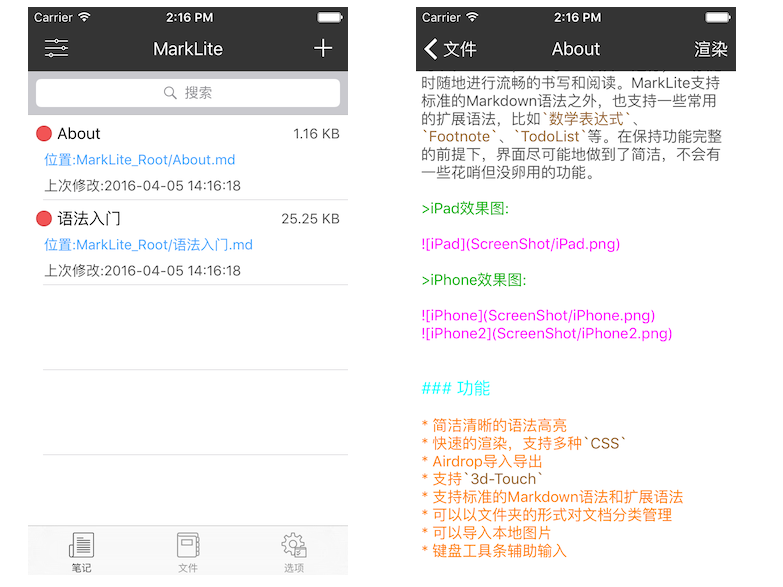 Carrier 2:16 PM
MarkLite
搜索
About 1.16 KB
位置:MarkLite_Root/About.md
上次修改:2016-04-05 14:16:18
语法入门 25.25 KB
位置:MarkLite_Root/语法入门.md
上次修改:2016-04-05 14:16:18
笔记 文件 选项
Carrier 2:16 PM
文件 About 渲染
时随地进行流畅的书写和阅读。MarkLite支持
标准的Markdown语法之外，也支持一些常用
的扩展语法，比如`数学表达式`、
`Footnote`、`TodoList`等。在保持功能完整
的前提下，界面尽可能地做到了简洁，不会有
一些花哨但没卵用的功能。
>iPad效果图:
![iPad](ScreenShot/iPad.png)
>iPhone效果图:
![iPhone](ScreenShot/iPhone.png)
![iPhone2](ScreenShot/iPhone2.png)
### 功能
* 简洁清晰的语法高亮
* 快速的渲染，支持多种`CSS`
* Airdrop导入导出
* 支持`3d-Touch`
* 支持标准的Markdown语法和扩展语法
* 可以以文件夹的形式对文档分类管理
* 可以导入本地图片
* 键盘工具条辅助输入